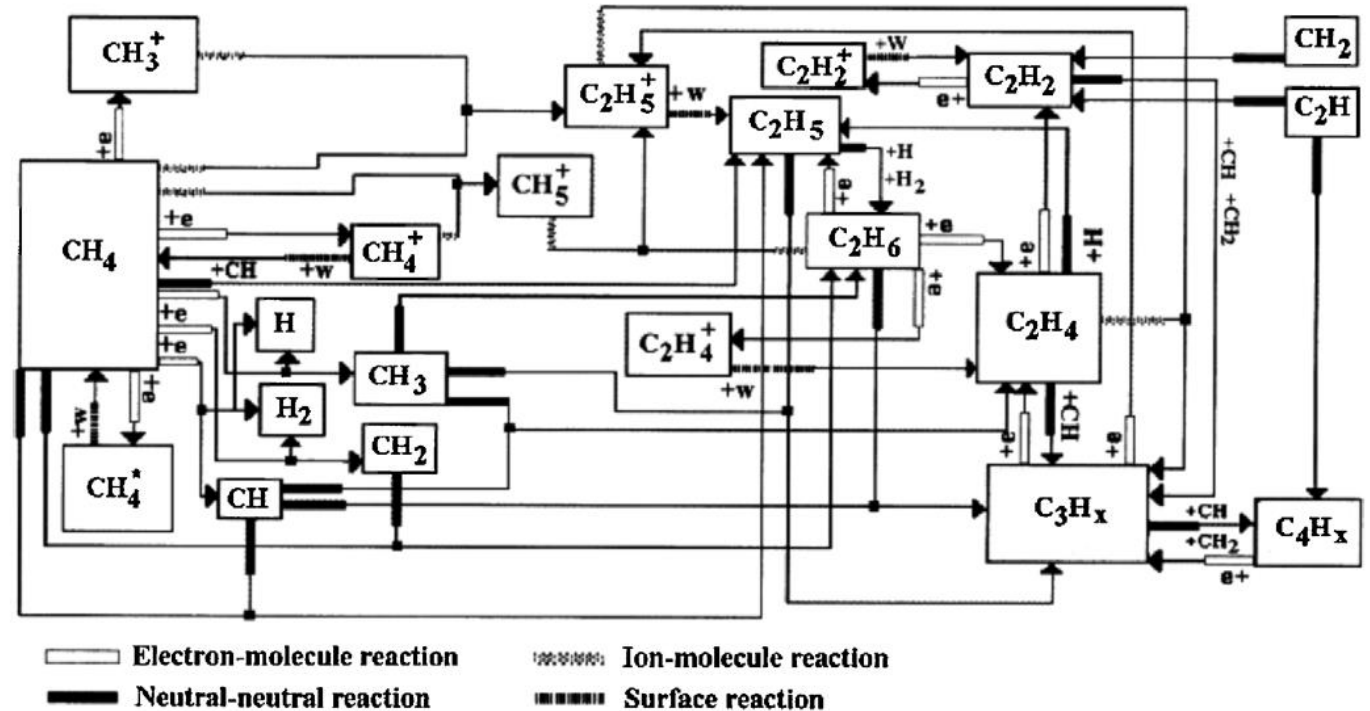 CH₃⁺
CH₂
+W
C₂H₂⁺
C₂H₂
C₂H₅⁺
+w
e+
C₂H
C₂H₅
e+
+H
+CH +CH₂
CH₅⁺
+H₂
e+
+e
CH₄
CH₄⁺
C₂H₆
+e
e+
H+
+CH
+w
+e
H
C₂H₄
+e
C₂H₄⁺
+e
CH₃
+w
+e
H₂
+CH
+w
e+
e+
CH₂
CH₄*
CH
C₃Hₓ
+CH
+CH₂
C₄Hₓ
e+
Electron-molecule reaction
Ion-molecule reaction
Neutral-neutral reaction
Surface reaction